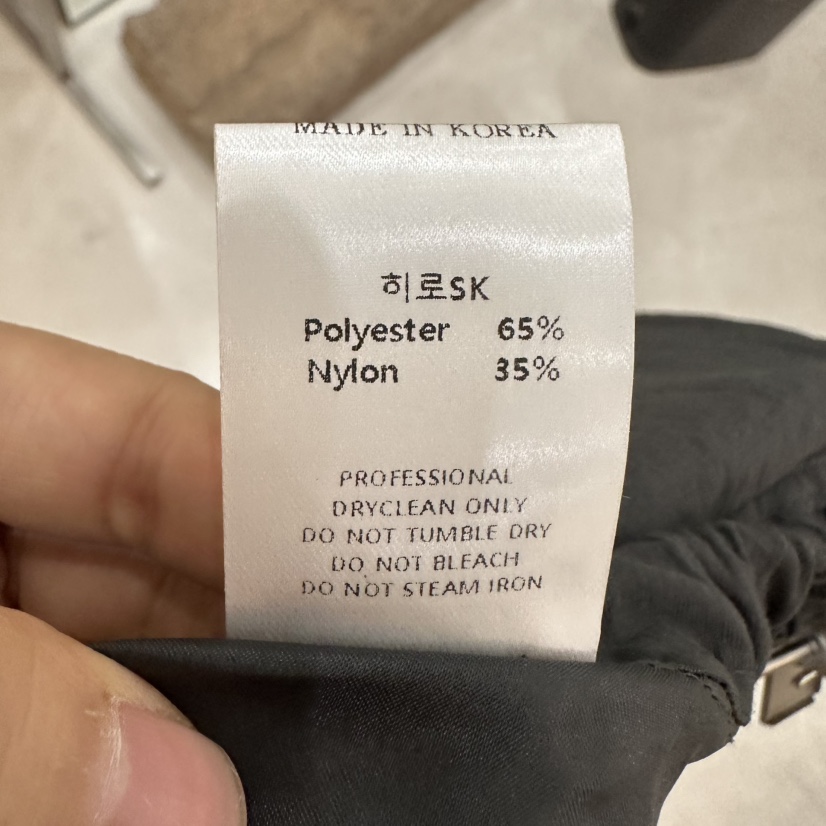 MADE IN KOREA
히로SK
Polyester 65%
Nylon 35%
PROFESSIONAL
DRYCLEAN ONLY
DO NOT TUMBLE DRY
DO NOT BLEACH
DO NOT STEAM IRON